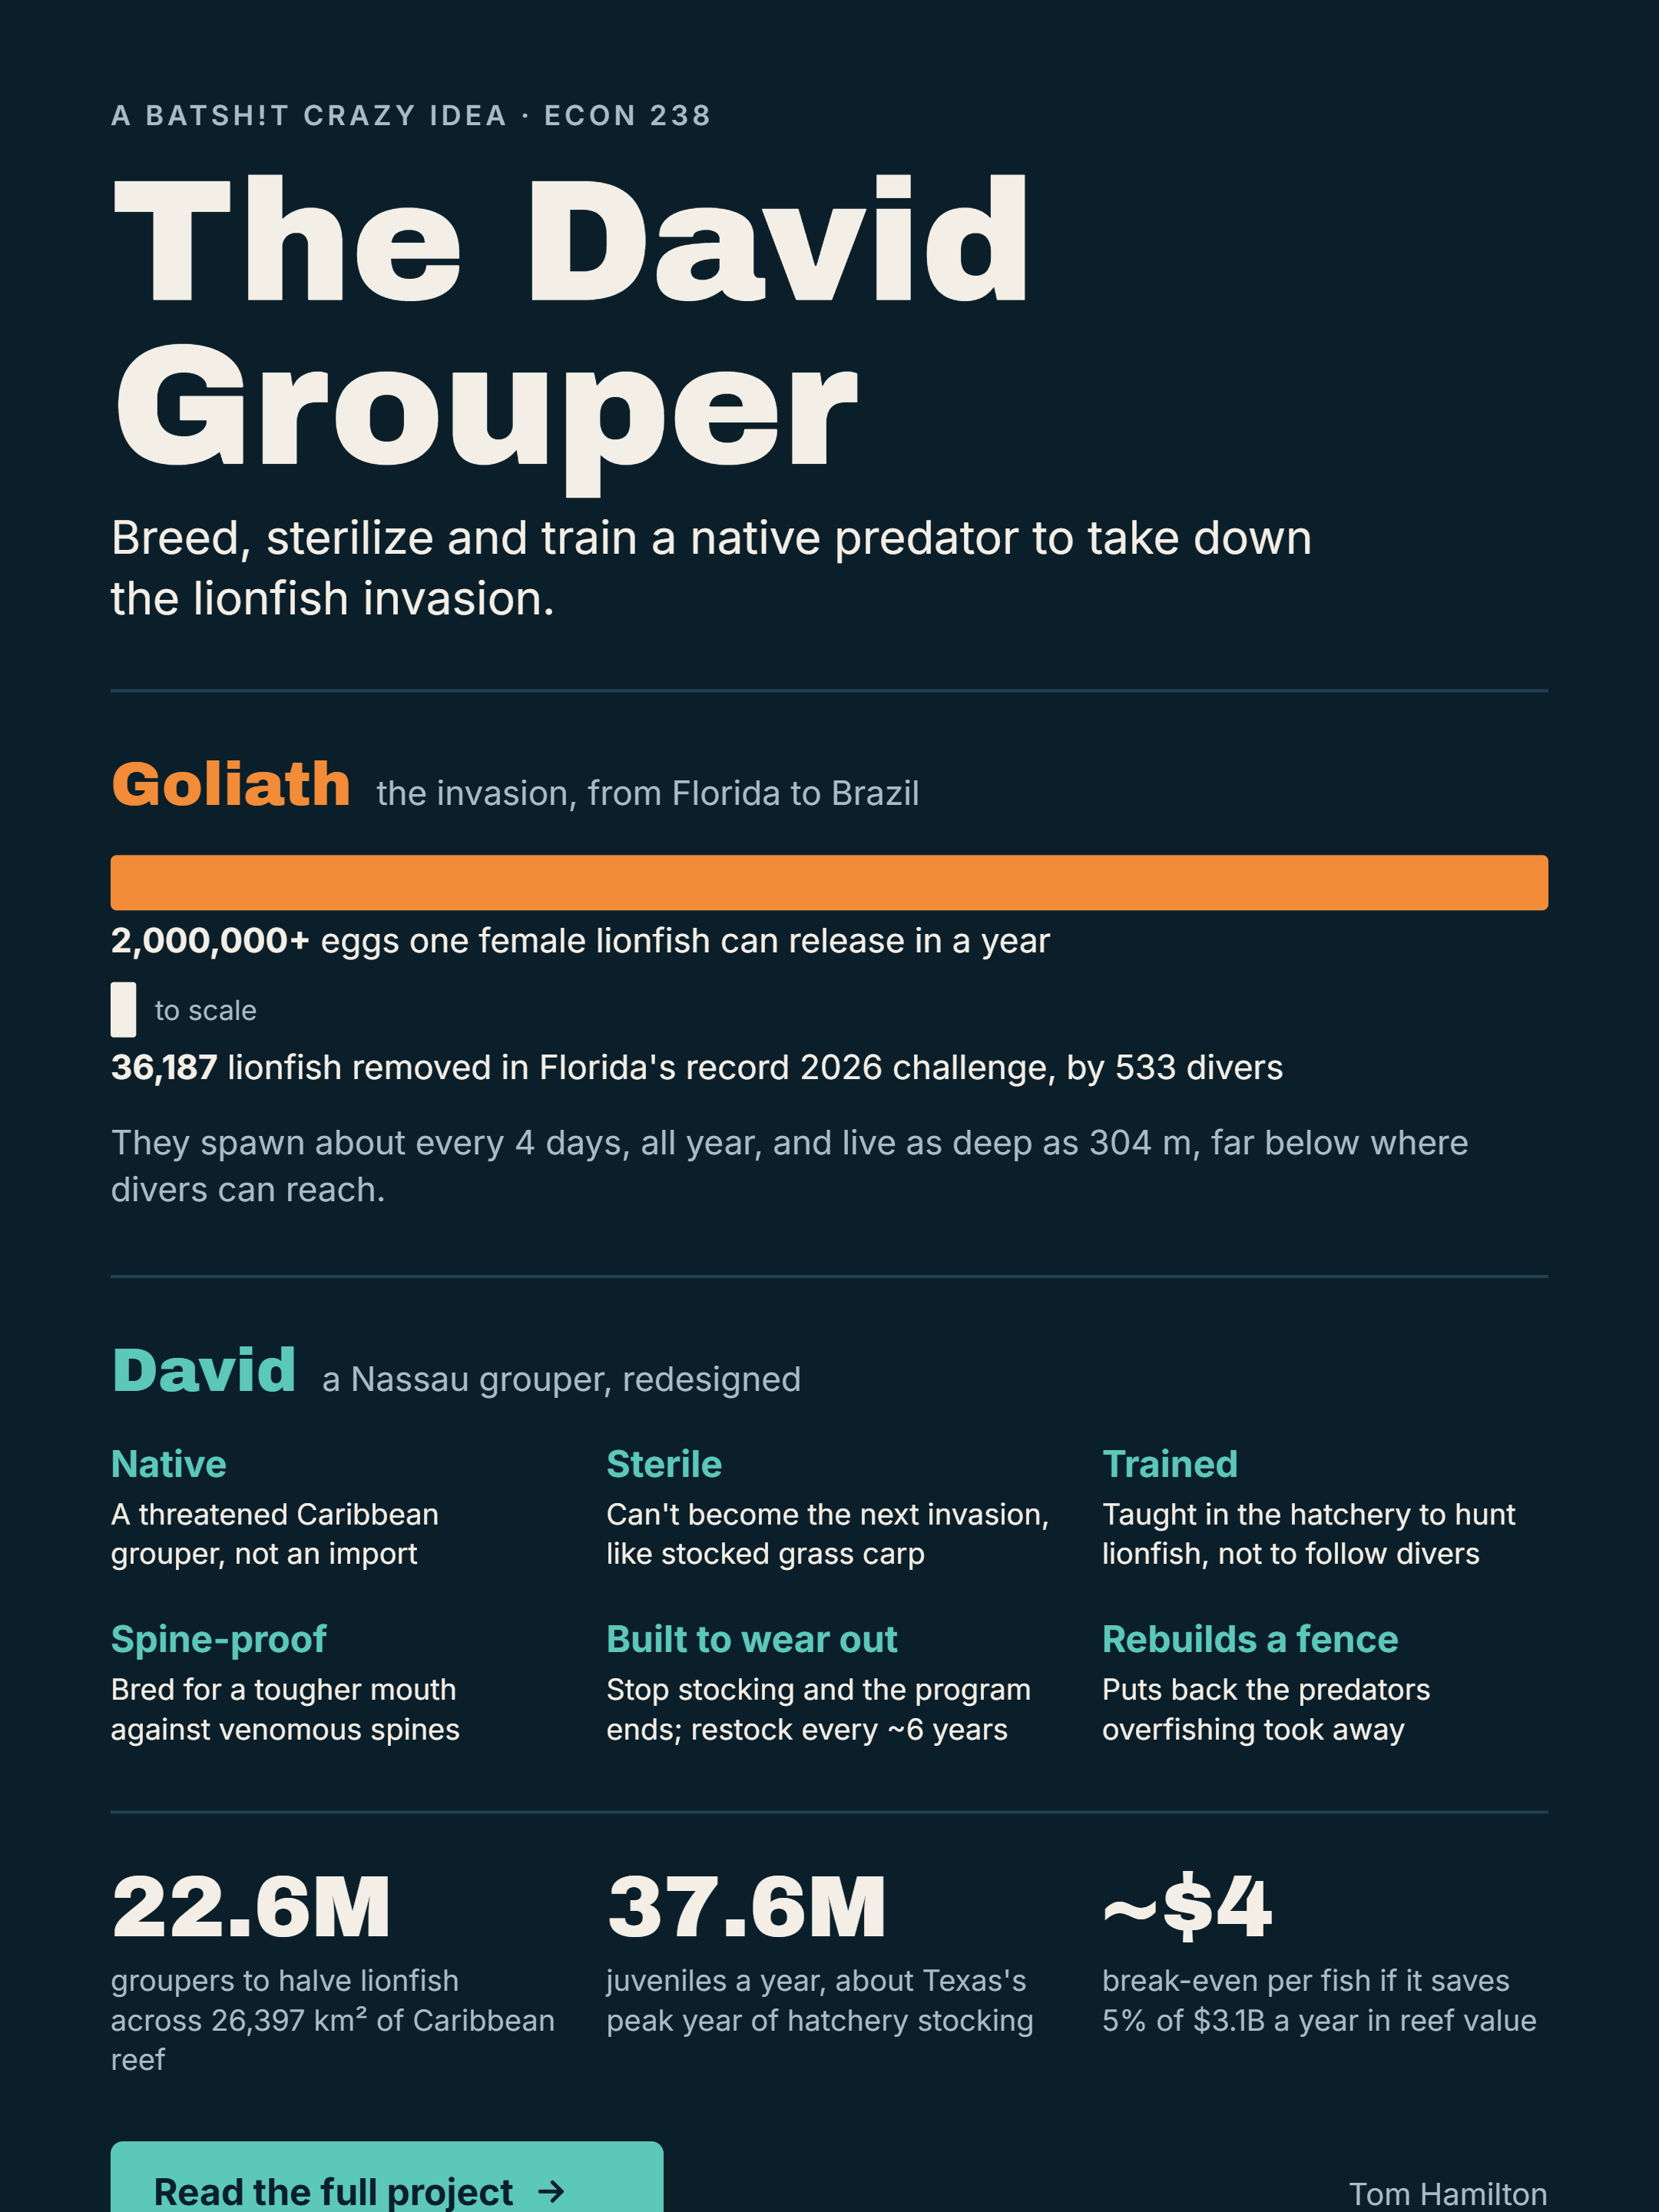 A BATSH!T CRAZY IDEA · ECON 238
The David
Grouper
Breed, sterilize and train a native predator to take down
the lionfish invasion.
Goliath the invasion, from Florida to Brazil
2,000,000+ eggs one female lionfish can release in a year
to scale
36,187 lionfish removed in Florida's record 2026 challenge, by 533 divers
They spawn about every 4 days, all year, and live as deep as 304 m, far below where
divers can reach.
David a Nassau grouper, redesigned
Native
A threatened Caribbean
grouper, not an import
Sterile
Can't become the next invasion,
like stocked grass carp
Trained
Taught in the hatchery to hunt
lionfish, not to follow divers
Spine-proof
Bred for a tougher mouth
against venomous spines
Built to wear out
Stop stocking and the program
ends; restock every ~6 years
Rebuilds a fence
Puts back the predators
overfishing took away
22.6M
groupers to halve lionfish
across 26,397 km² of Caribbean
reef
37.6M
juveniles a year, about Texas's
peak year of hatchery stocking
~$4
break-even per fish if it saves
5% of $3.1B a year in reef value
Read the full project →
Tom Hamilton